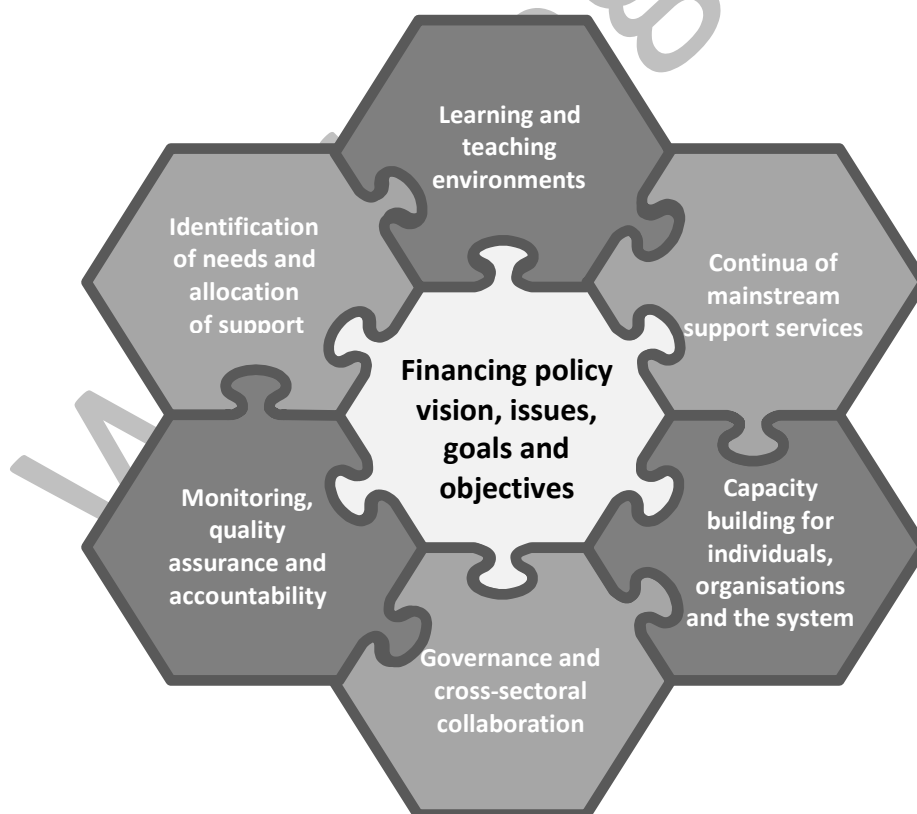 Learning and
teaching
environments
Identification
of needs and
allocation
of support
Continua of
mainstream
support services
Financing policy
vision, issues,
goals and
objectives
Monitoring,
quality
assurance and
accountability
Capacity
building for
individuals,
organisations
and the system
Governance and
cross-sectoral
collaboration